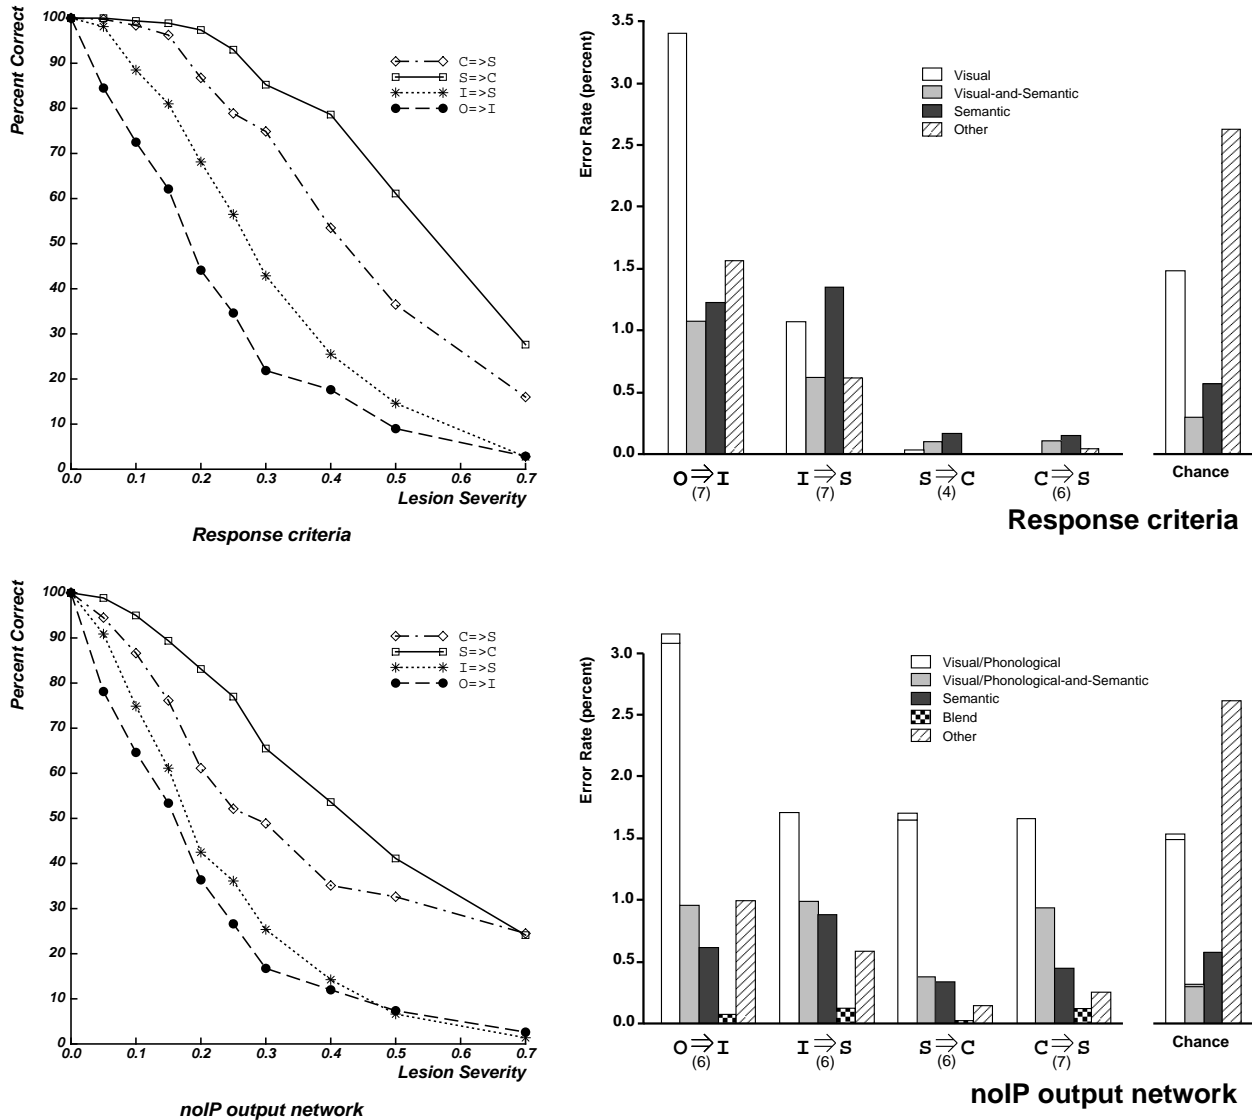 Percent Correct
100
90
80
70
60
50
40
30
20
10
0
0.0 0.1 0.2 0.3 0.4 0.5 0.6 0.7
Lesion Severity
C=>S
S=>C
I=>S
O=>I
Response criteria
Error Rate (percent)
3.5
3.0
2.5
2.0
1.5
1.0
0.5
0.0
Visual
Visual-and-Semantic
Semantic
Other
O⇒I I⇒S S⇒C C⇒S Chance
(7) (7) (4) (6)
Response criteria
Percent Correct
100
90
80
70
60
50
40
30
20
10
0
0.0 0.1 0.2 0.3 0.4 0.5 0.6 0.7
Lesion Severity
C=>S
S=>C
I=>S
O=>I
noIP output network
Error Rate (percent)
3.0
2.5
2.0
1.5
1.0
0.5
0.0
Visual/Phonological
Visual/Phonological-and-Semantic
Semantic
Blend
Other
O⇒I I⇒S S⇒C C⇒S Chance
(6) (6) (6) (7)
noIP output network